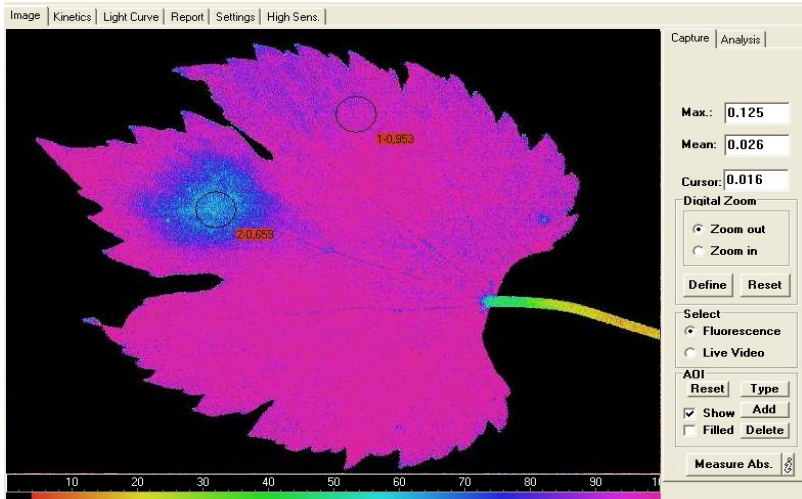 Image Kinetics Light Curve Report Settings High Sens.
Capture Analysis
Max.: 0.125
Mean: 0.026
Cursor: 0.016
Digital Zoom
Zoom out
Zoom in
Define Reset
Select
Fluorescence
Live Video
AOI
Reset Type
Show Add
Filled Delete
Measure Abs.
1-0,953
2-0,659
10 20 30 40 50 60 70 80 90 10